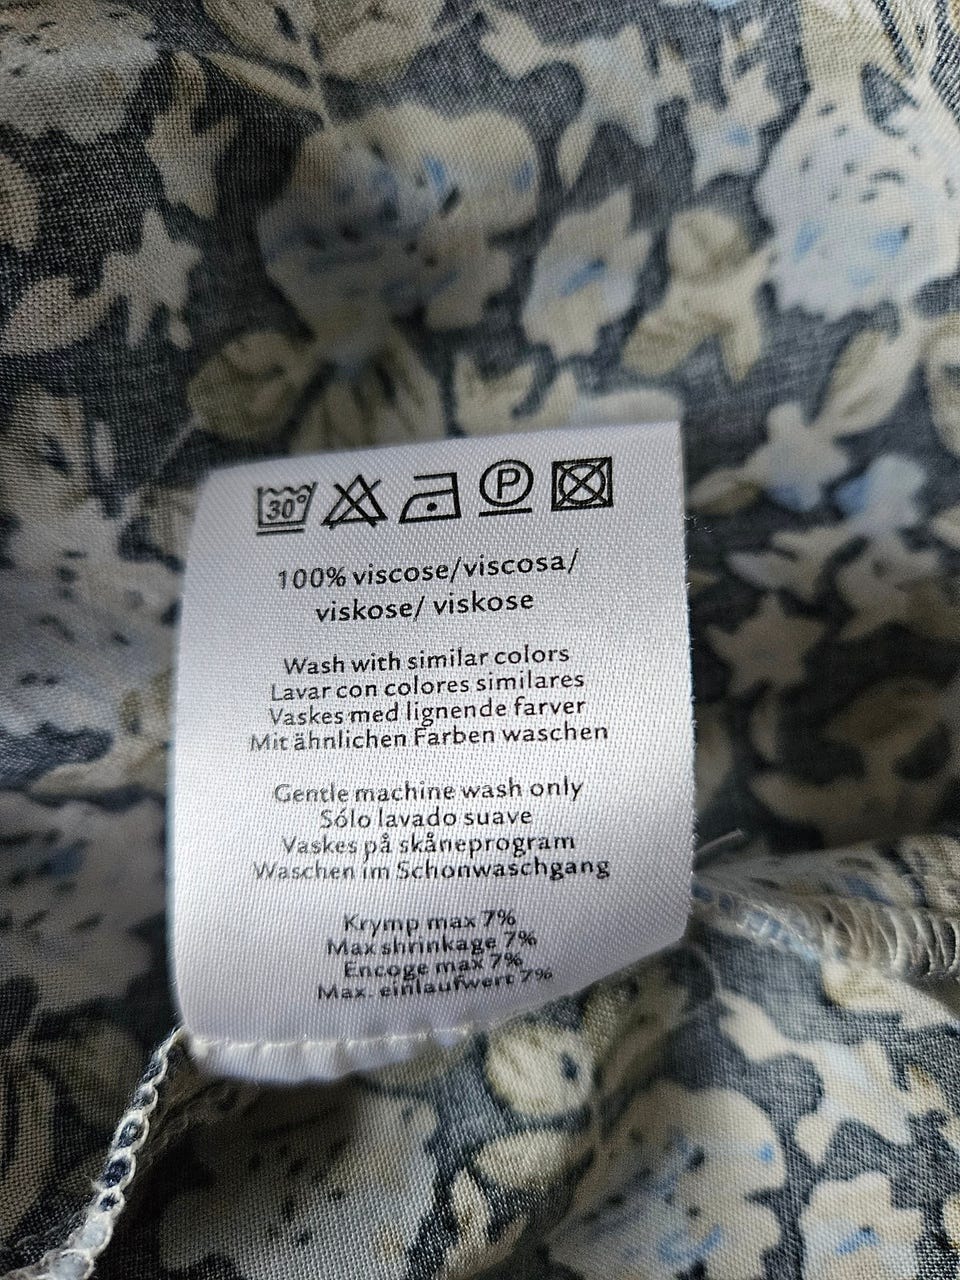 30°
P
100% viscose/viscosa/
viskose/ viskose
Wash with similar colors
Lavar con colores similares
Vaskes med lignende farver
Mit ähnlichen Farben waschen
Gentle machine wash only
Sólo lavado suave
Vaskes på skåneprogram
Waschen im Schonwaschgang
Krymp max 7%
Max shrinkage 7%
Encoge max 7%
Max. einlaufwert 7%